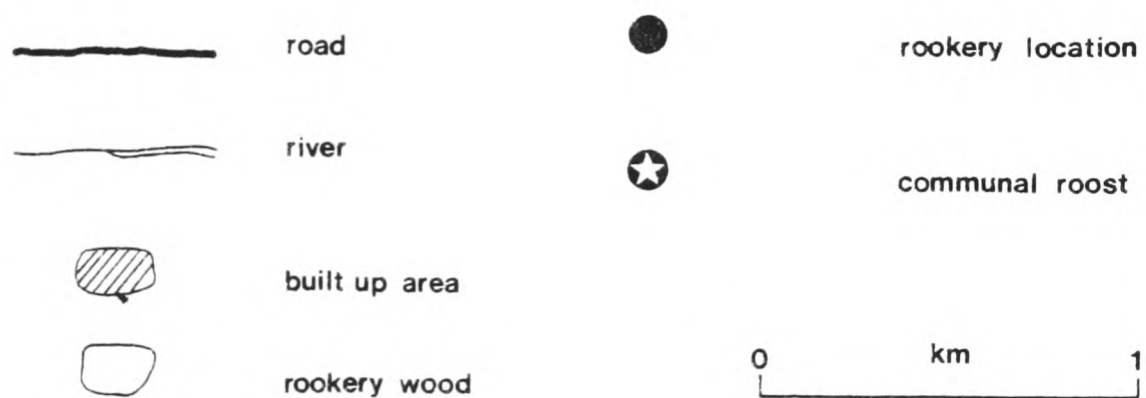 road
rookery location
river
communal roost
built up area
rookery wood
0 km 1